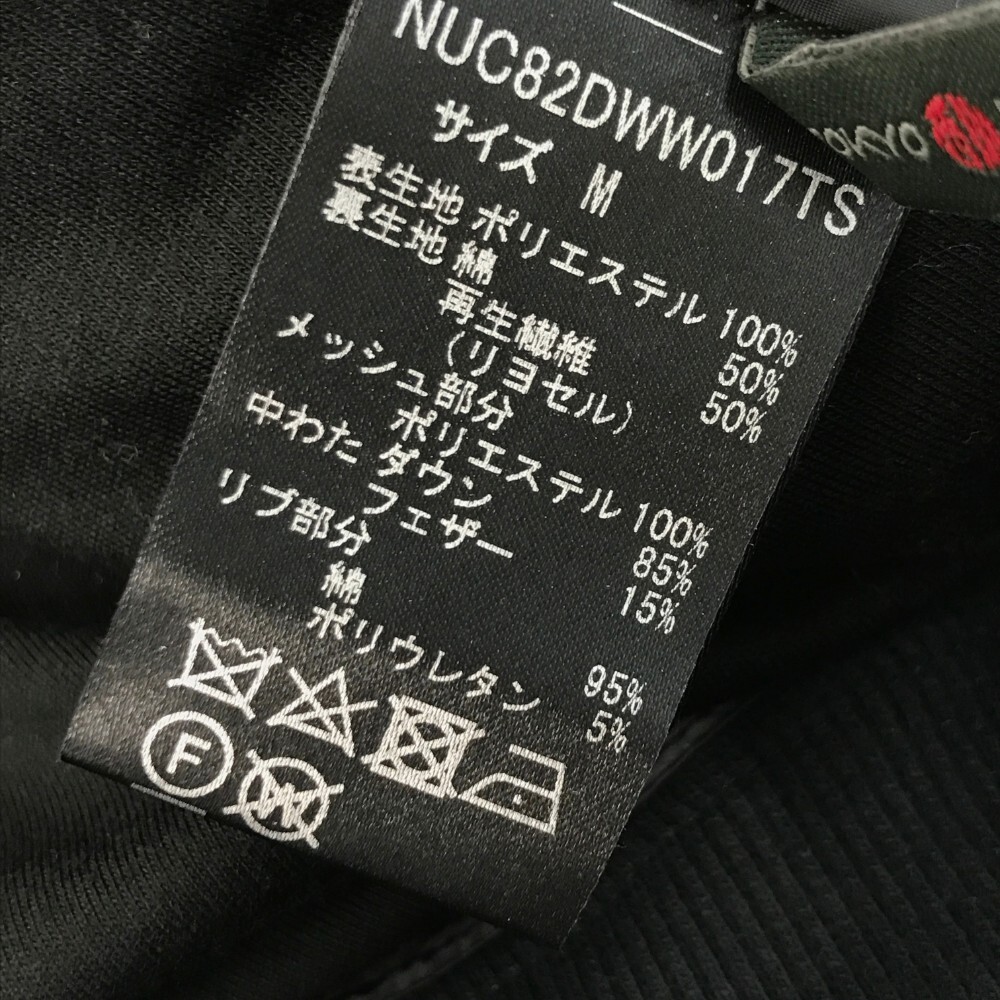 NUC82DWW017TS
サイズ M
表生地 ポリエステル 100%
裏生地 綿 50%
再生繊維 50%
(リヨセル)
メッシュ部分
ポリエステル 100%
中わた ダウン 85%
フェザー 15%
リブ部分
綿 95%
ポリウレタン 5%
F
W
TOKYO